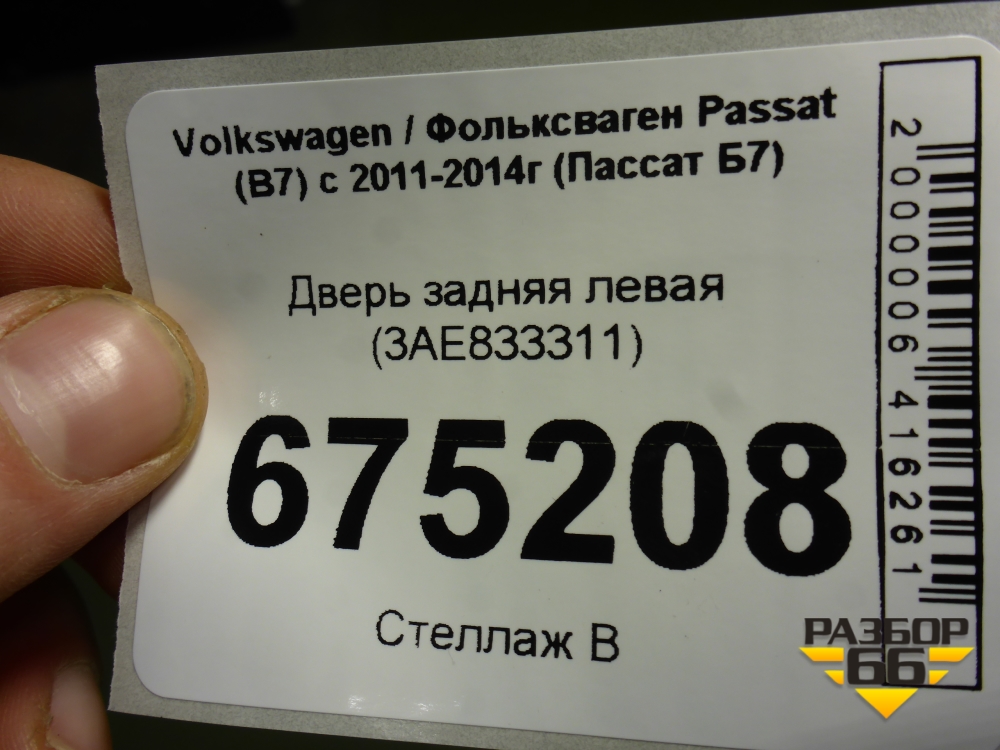 Volkswagen / Фольксваген Passat
(B7) с 2011-2014г (Пассат Б7)
Дверь задняя левая
(3AE833311)
675208
Стеллаж В
2000006416261
РАЗБОР
66